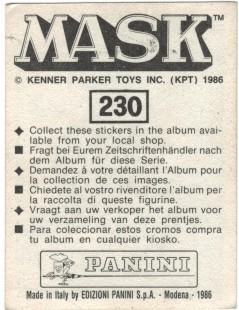 MASK™
© KENNER PARKER TOYS INC. (KPT) 1986
230
Collect these stickers in the album avai-
lable from your local shop.
Fragt bei Eurem Zeitschriftenhändler nach
dem Album für diese Serie.
Demandez à votre détaillant l'Album pour
la collection de ces images.
Chiedete al vostro rivenditore l'album per
la raccolta di queste figurine.
Vraagt aan uw verkoper het album voor
uw verzameling van deze prentjes.
Para coleccionar estos cromos compra
tu album en cualquier kiosko.
PANINI
Made in Italy by EDIZIONI PANINI S.p.A. - Modena - 1986